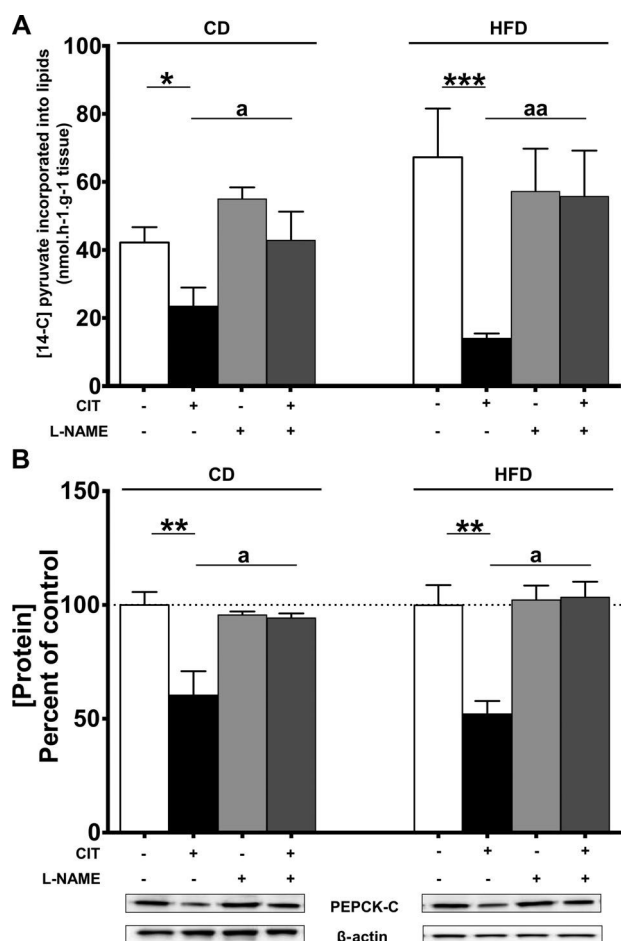 A
CD HFD
* a *** aa
[14-C] pyruvate incorporated into lipids
(nmol.h-1.g-1 tissue)
100
80
60
40
20
0
CIT - + - + - + - +
L-NAME - - + + - - + +
B
CD HFD
** a ** a
[Protein]
Percent of control
150
100
50
0
CIT - + - + - + - +
L-NAME - - + + - - + +
PEPCK-C
ß-actin